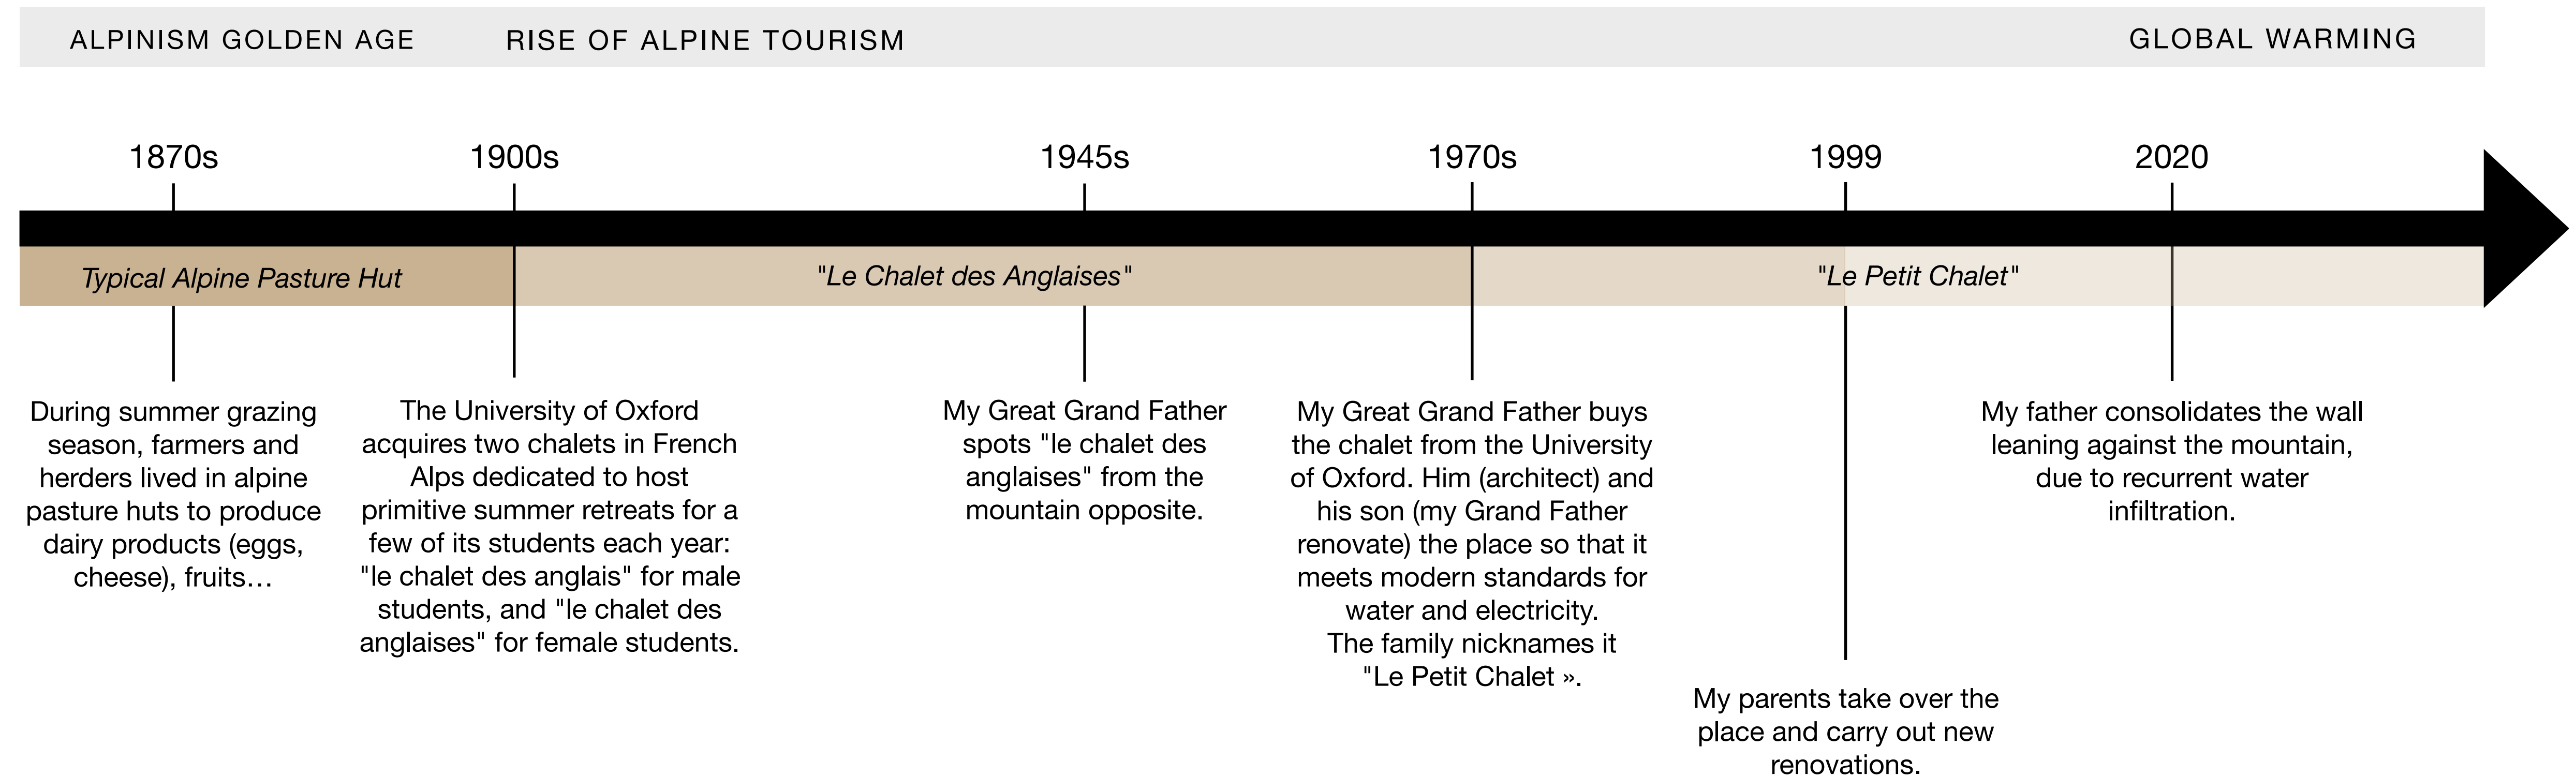 ALPINISM GOLDEN AGE
RISE OF ALPINE TOURISM
GLOBAL WARMING
1870s
1900s
1945s
1970s
1999
2020
Typical Alpine Pasture Hut
"Le Chalet des Anglaises"
"Le Petit Chalet"
During summer grazing
season, farmers and
herders lived in alpine
pasture huts to produce
dairy products (eggs,
cheese), fruits…
The University of Oxford
acquires two chalets in French
Alps dedicated to host
primitive summer retreats for a
few of its students each year:
"le chalet des anglais" for male
students, and "le chalet des
anglaises" for female students.
My Great Grand Father
spots "le chalet des
anglaises" from the
mountain opposite.
My Great Grand Father buys
the chalet from the University
of Oxford. Him (architect) and
his son (my Grand Father
renovate) the place so that it
meets modern standards for
water and electricity.
The family nicknames it
"Le Petit Chalet ».
My parents take over the
place and carry out new
renovations.
My father consolidates the wall
leaning against the mountain,
due to recurrent water
infiltration.